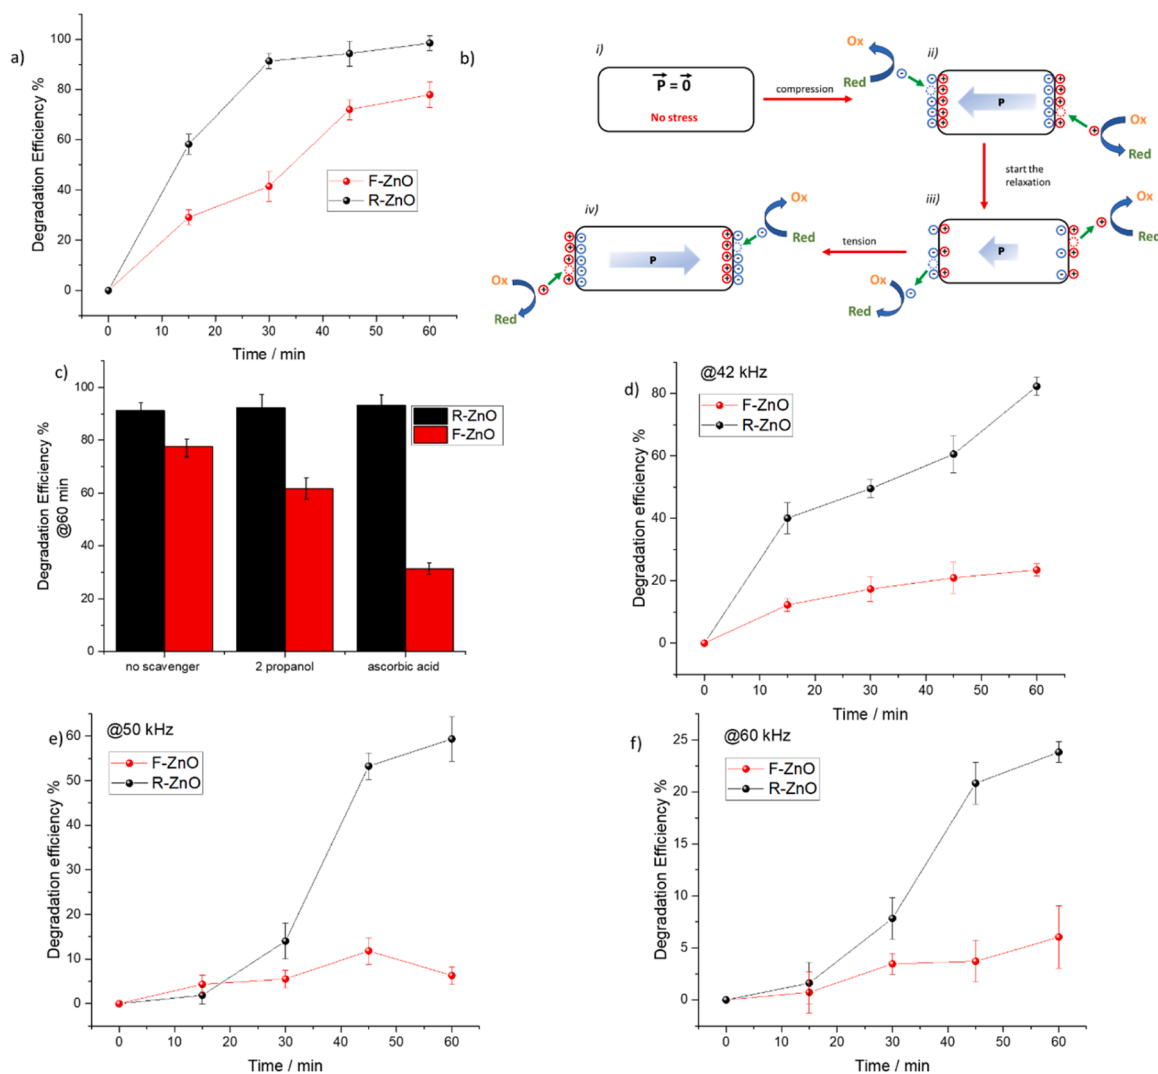 a)
Degradation Efficiency %
100
80
60
40
20
0
F-ZnO
R-ZnO
0 10 20 30 40 50 60
Time / min
b)
i)
P = 0
No stress
compression
ii)
Ox
Red
P
Ox
Red
start the
relaxation
iii)
P
Ox
Red
Ox
Red
tension
iv)
P
Ox
Red
Ox
Red
c)
Degradation Efficiency %
@60 min
100
80
60
40
20
0
R-ZnO
F-ZnO
no scavenger 2 propanol ascorbic acid
d)
@42 kHz
F-ZnO
R-ZnO
Degradation efficiency %
80
60
40
20
0
0 10 20 30 40 50 60
Time / min
e)
@50 kHz
F-ZnO
R-ZnO
Degradation efficiency %
60
50
40
30
20
10
0
0 10 20 30 40 50 60
Time / min
f)
@60 kHz
F-ZnO
R-ZnO
Degradation Efficiency %
25
20
15
10
5
0
0 10 20 30 40 50 60
Time / min